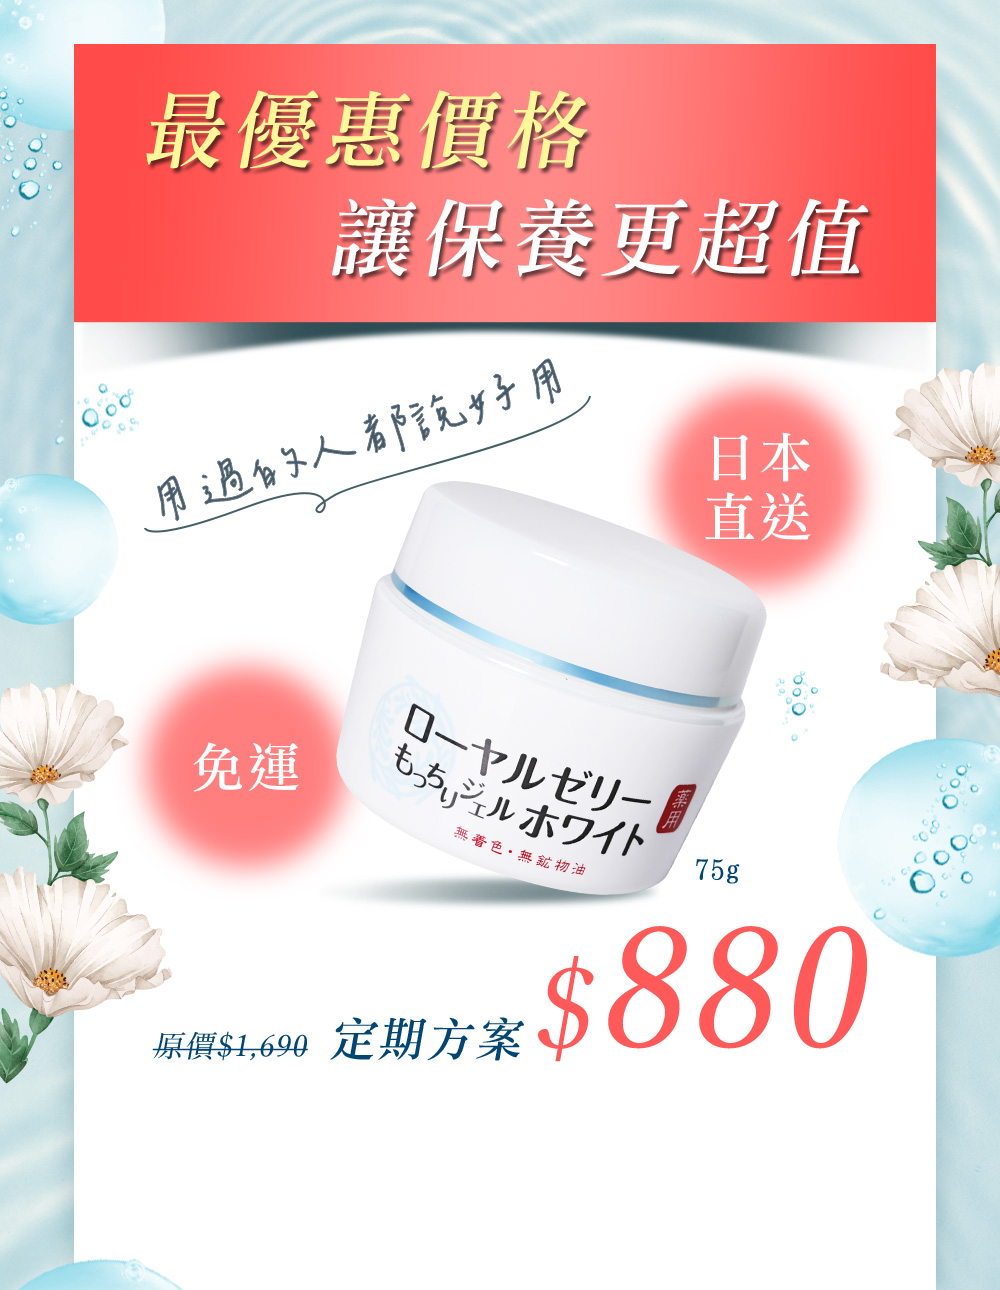 最優惠價格
讓保養更超值
用過的人都說好用
日本
直送
免運
ローヤルゼリー
もっちりジェルホワイト
薬用
無着色・無鉱物油
75g
原價$1,690 定期方案 $880